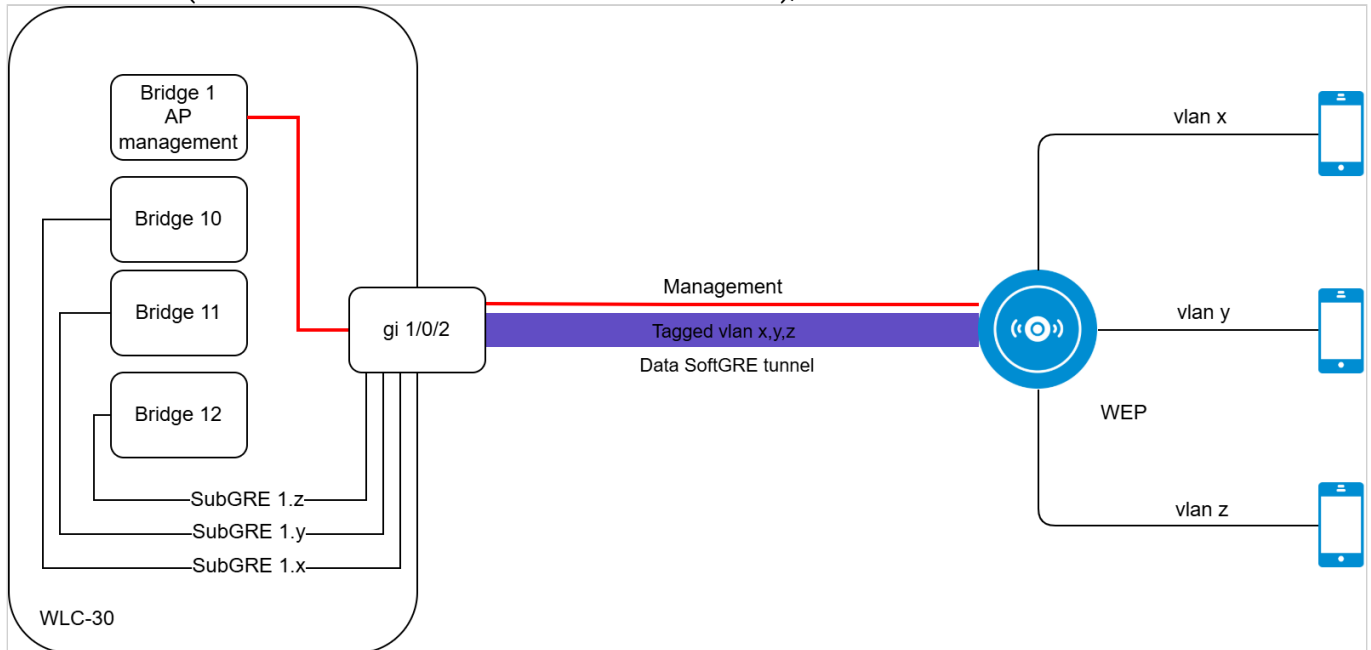 Bridge 1
AP
management
Bridge 10
Bridge 11
Bridge 12
SubGRE 1.z
SubGRE 1.y
SubGRE 1.x
WLC-30
gi 1/0/2
Management
Tagged vlan x,y,z
Data SoftGRE tunnel
WEP
vlan x
vlan y
vlan z